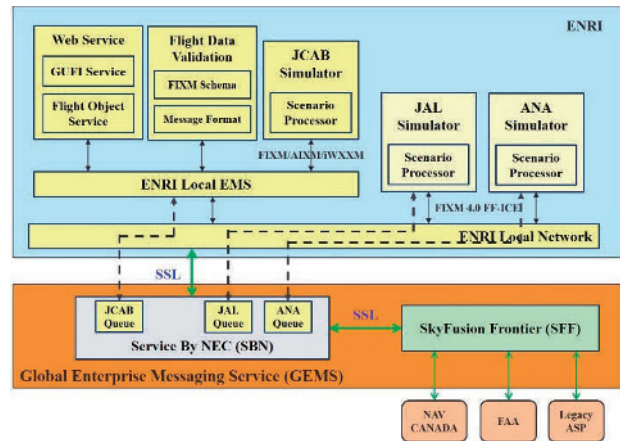 ENRI
Web Service
GUFI Service
Flight Object
Service
Flight Data
Validation
FIXM Schema
Message Format
JCAB
Simulator
Scenario
Processor
JAL
Simulator
Scenario
Processor
ANA
Simulator
Scenario
Processor
FIXM/AIXM/iWXXM
ENRI Local EMS
FIXM 4.0 FF-ICE
ENRI Local Network
SSL
JCAB
Queue
JAL
Queue
ANA
Queue
Service By NEC (SBN)
SSL
SkyFusion Frontier (SFF)
Global Enterprise Messaging Service (GEMS)
NAV
CANADA
FAA
Legacy
ASP